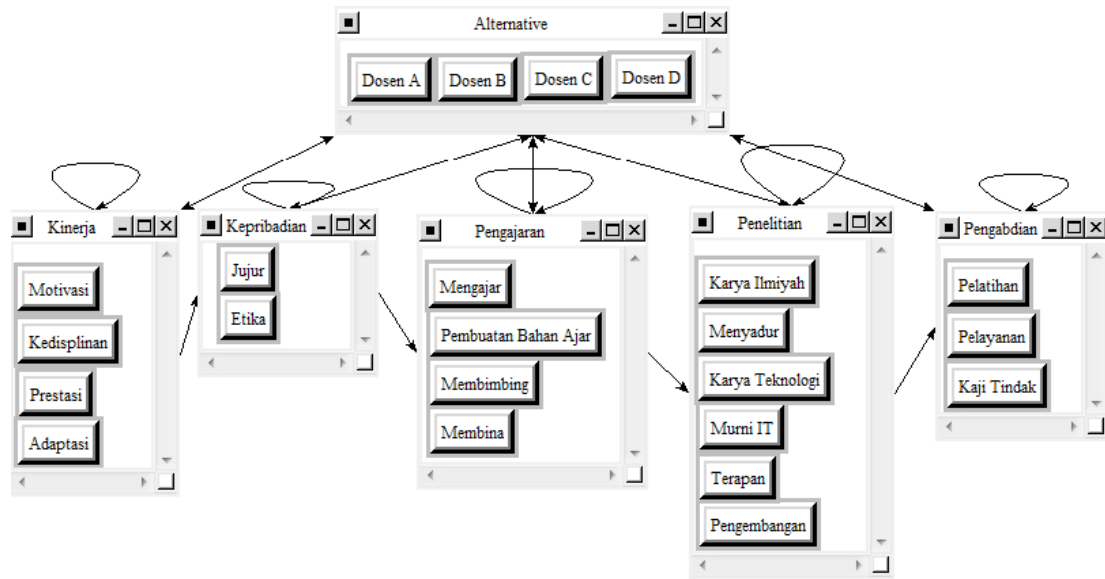 Alternative
Dosen A
Dosen B
Dosen C
Dosen D
Kinerja
Motivasi
Kedisplinan
Prestasi
Adaptasi
Kepribadian
Jujur
Etika
Pengajaran
Mengajar
Pembuatan Bahan Ajar
Membimbing
Membina
Penelitian
Karya Ilmiyah
Menyadur
Karya Teknologi
Murni IT
Terapan
Pengembangan
Pengabdian
Pelatihan
Pelayanan
Kaji Tindak